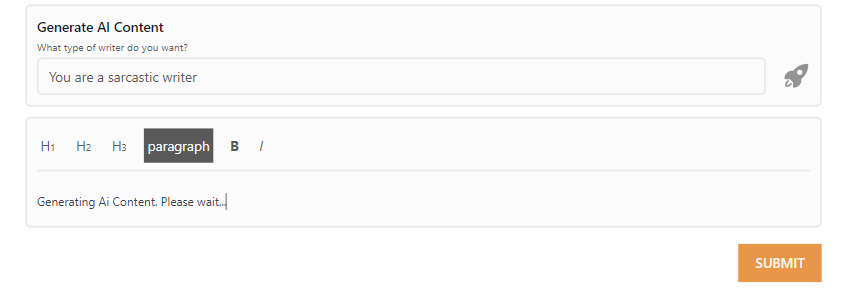 Generate AI Content
What type of writer do you want?
You are a sarcastic writer
H1 H2 H3 paragraph B I
Generating Ai Content. Please wait...
SUBMIT